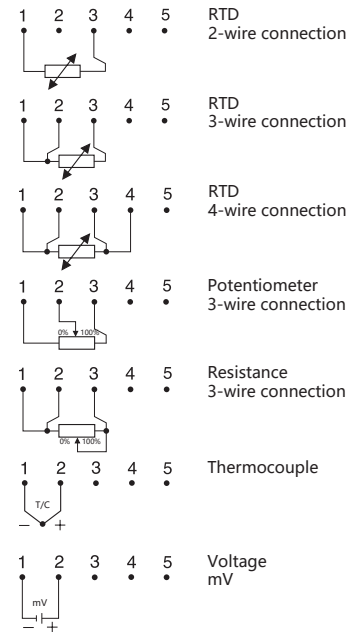 1 2 3 4 5 RTD
2-wire connection
1 2 3 4 5 RTD
3-wire connection
1 2 3 4 5 RTD
4-wire connection
1 2 3 4 5 Potentiometer
3-wire connection
0% 100%
1 2 3 4 5 Resistance
3-wire connection
0% 100%
1 2 3 4 5 Thermocouple
T/C
− +
1 2 3 4 5 Voltage
mV
mV
− +